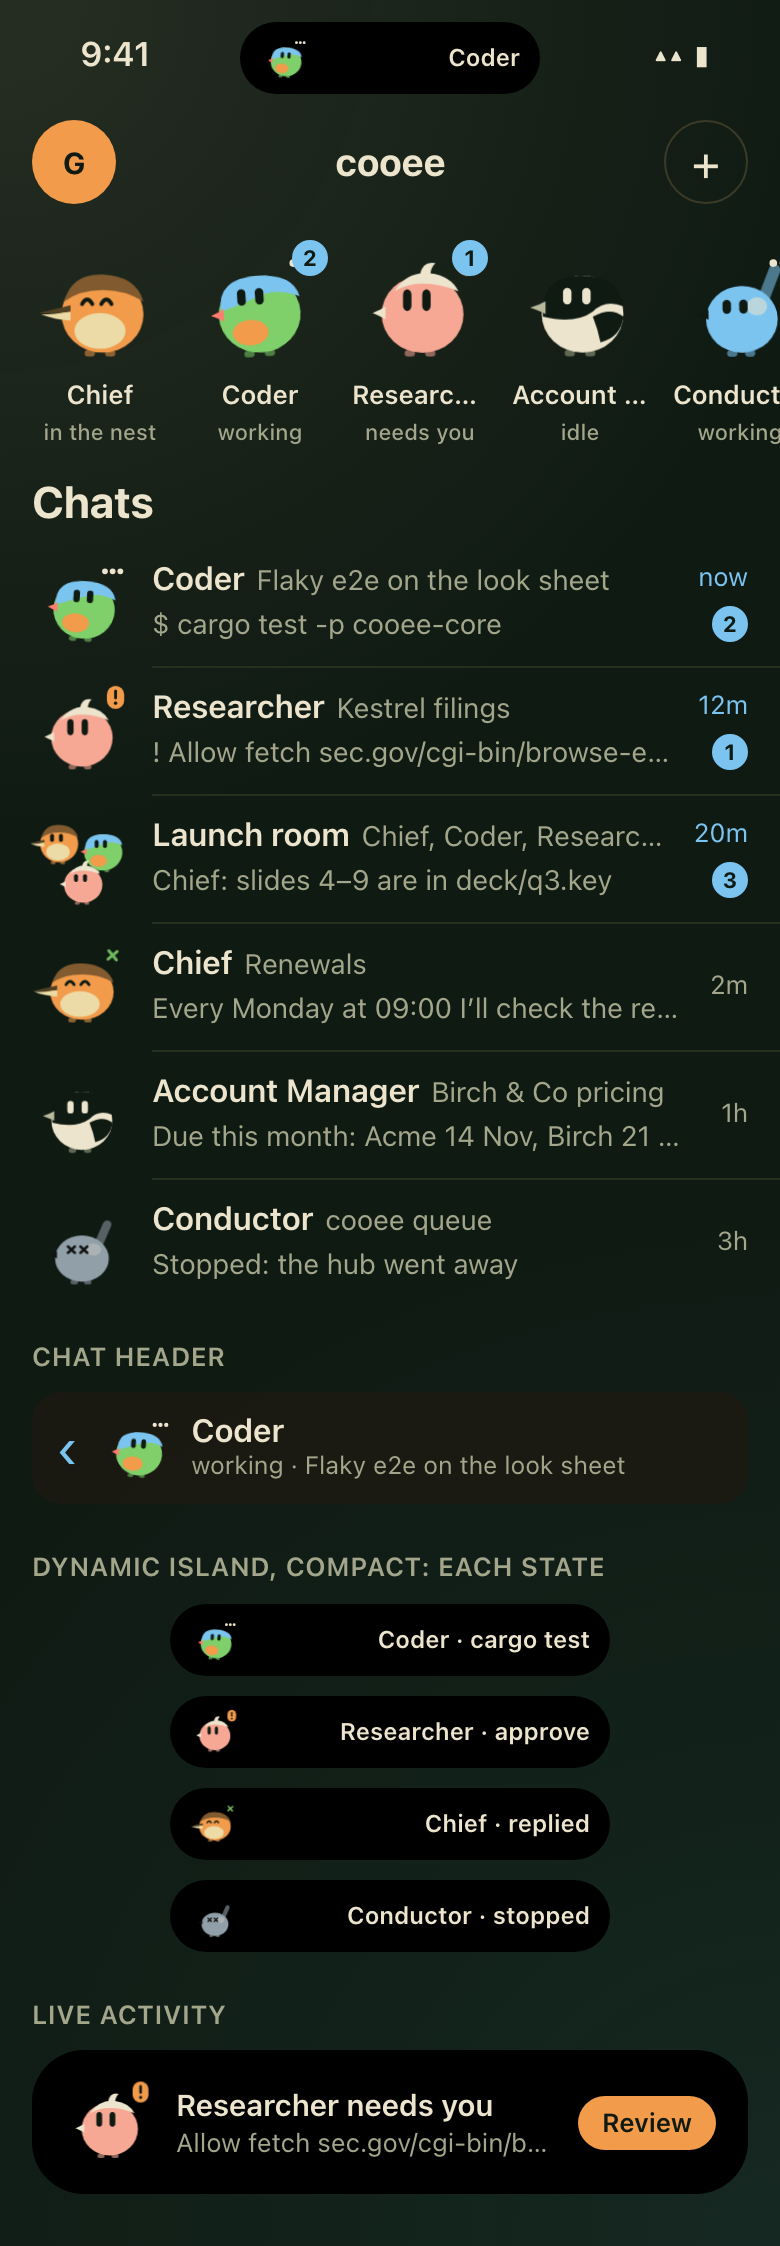 9:41
Coder
G
cooee
+
2
1
Chief
Coder
Researc...
Account ...
Conduct
in the nest
working
needs you
idle
working
Chats
Coder Flaky e2e on the look sheet now
$ cargo test -p cooee-core 2
Researcher Kestrel filings 12m
! Allow fetch sec.gov/cgi-bin/browse-e... 1
Launch room Chief, Coder, Researc... 20m
Chief: slides 4–9 are in deck/q3.key 3
Chief Renewals
2m
Every Monday at 09:00 I’ll check the re...
Account Manager Birch & Co pricing
1h
Due this month: Acme 14 Nov, Birch 21 ...
Conductor cooee queue
3h
Stopped: the hub went away
CHAT HEADER
‹ Coder
working · Flaky e2e on the look sheet
DYNAMIC ISLAND, COMPACT: EACH STATE
Coder · cargo test
Researcher · approve
Chief · replied
Conductor · stopped
LIVE ACTIVITY
Researcher needs you
Allow fetch sec.gov/cgi-bin/b...
Review